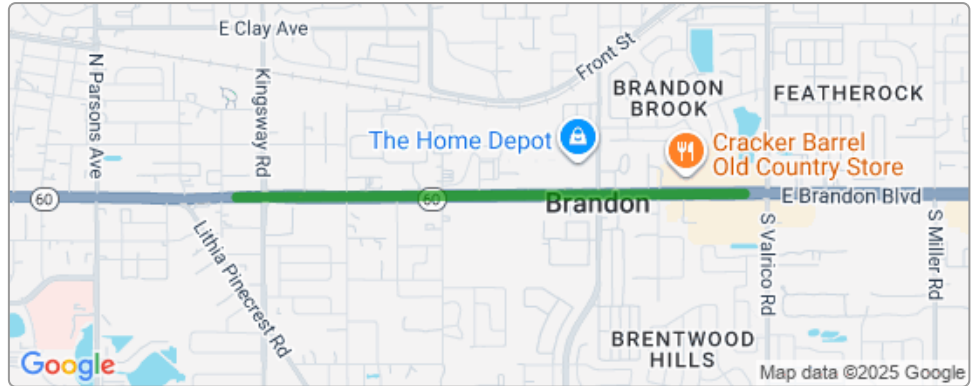 E Clay Ave
N Parsons Ave
Kingsway Rd
Front St
BRANDON
BROOK
FEATHEROCK
The Home Depot
Cracker Barrel
Old Country Store
60
60
Brandon
E Brandon Blvd
Lithia Pinecrest Rd
S Valrico Rd
S Miller Rd
BRENTWOOD
HILLS
Google
Map data ©2025 Google